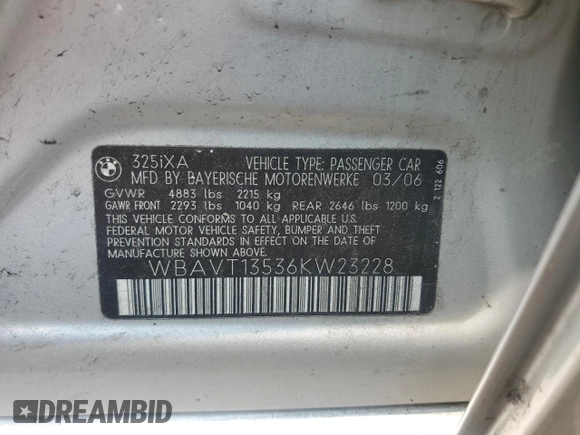 BMW
325iXA VEHICLE TYPE: PASSENGER CAR
MFD BY BAYERISCHE MOTORENWERKE 03/06
GVWR 4883 lbs 2215 kg
GAWR FRONT 2293 lbs 1040 kg REAR 2646 lbs 1200 kg
THIS VEHICLE CONFORMS TO ALL APPLICABLE U.S.
FEDERAL MOTOR VEHICLE SAFETY, BUMPER AND THEFT
PREVENTION STANDARDS IN EFFECT ON THE DATE OF
MANUFACTURE SHOWN ABOVE.
WBAVT13536KW23228
2 122 606
DREAMBID